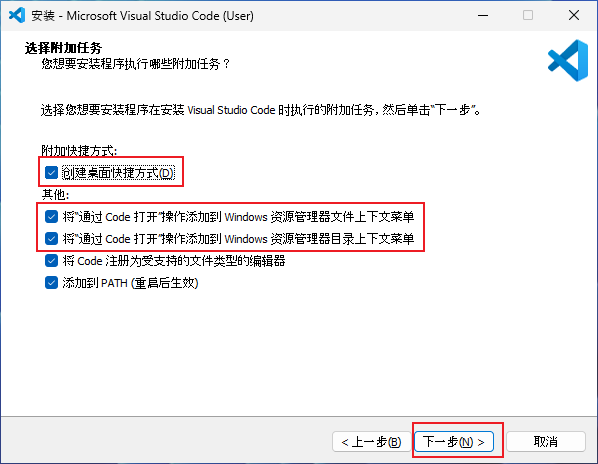 安装 - Microsoft Visual Studio Code (User)
选择附加任务
您想要安装程序执行哪些附加任务？
选择您想要安装程序在安装 Visual Studio Code 时执行的附加任务，然后单击“下一步”。
附加快捷方式:
创建桌面快捷方式(D)
其他:
将“通过 Code 打开”操作添加到 Windows 资源管理器文件上下文菜单
将“通过 Code 打开”操作添加到 Windows 资源管理器目录上下文菜单
将 Code 注册为受支持的文件类型的编辑器
添加到 PATH (重启后生效)
< 上一步(B) 下一步(N) > 取消